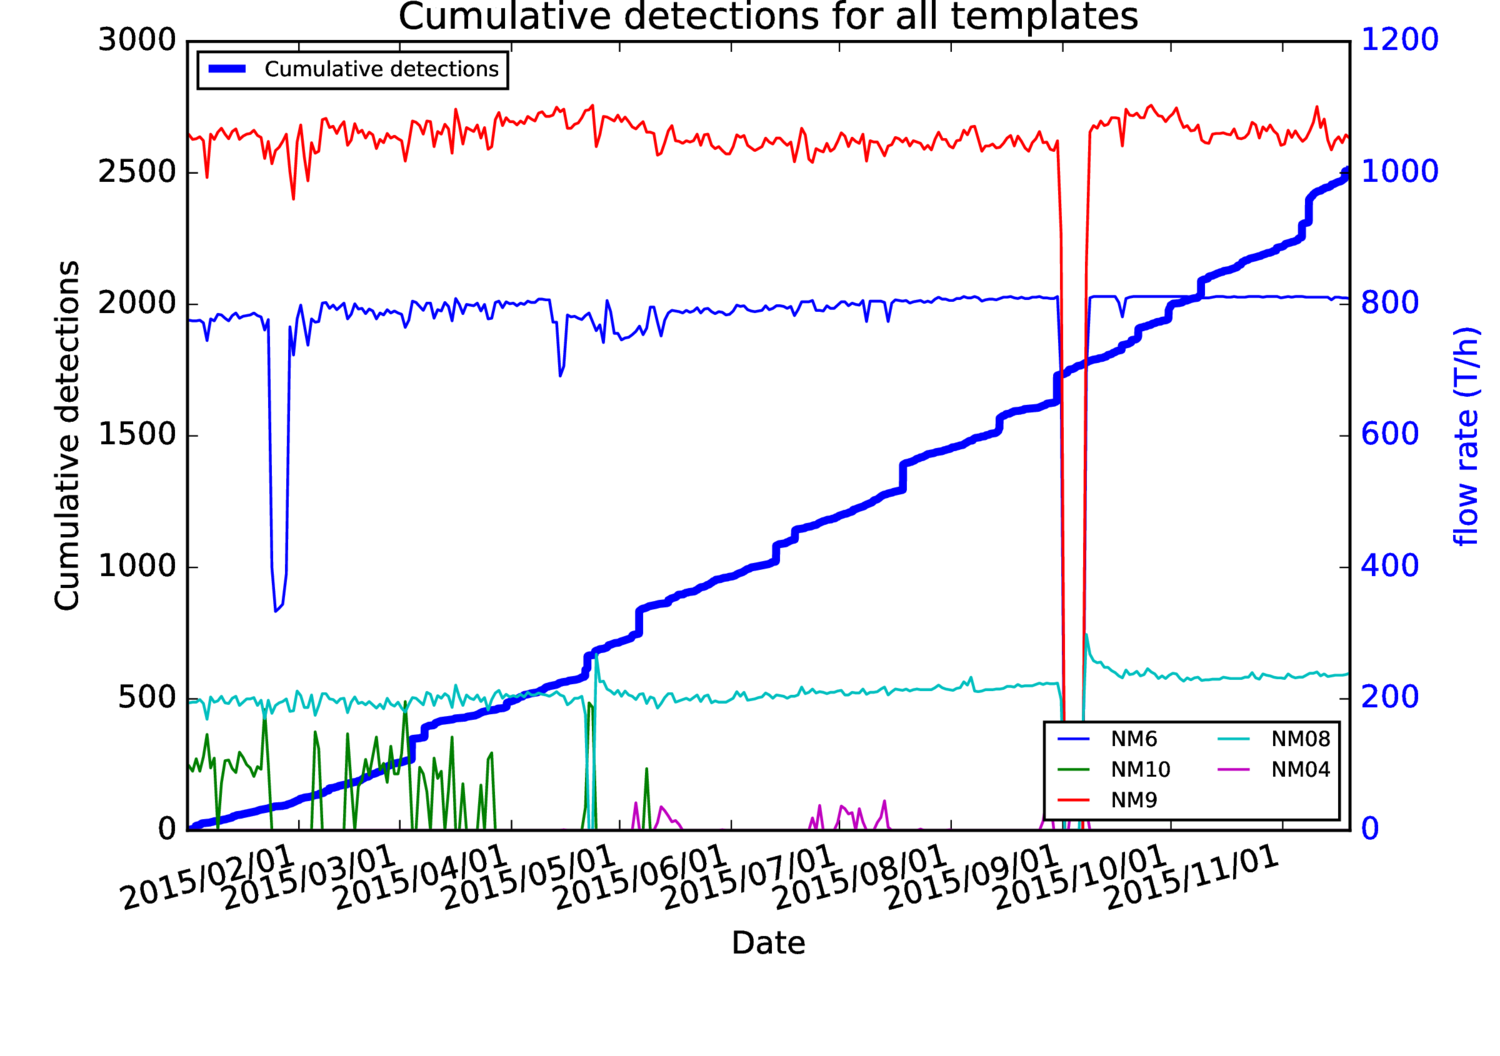 Cumulative detections for all templates
3000
2500
2000
1500
1000
500
0
Cumulative detections
1200
1000
800
600
400
200
0
flow rate (T/h)
Cumulative detections
NM6
NM10
NM9
NM08
NM04
2015/02/01
2015/03/01
2015/04/01
2015/05/01
2015/06/01
2015/07/01
2015/08/01
2015/09/01
2015/10/01
2015/11/01
Date